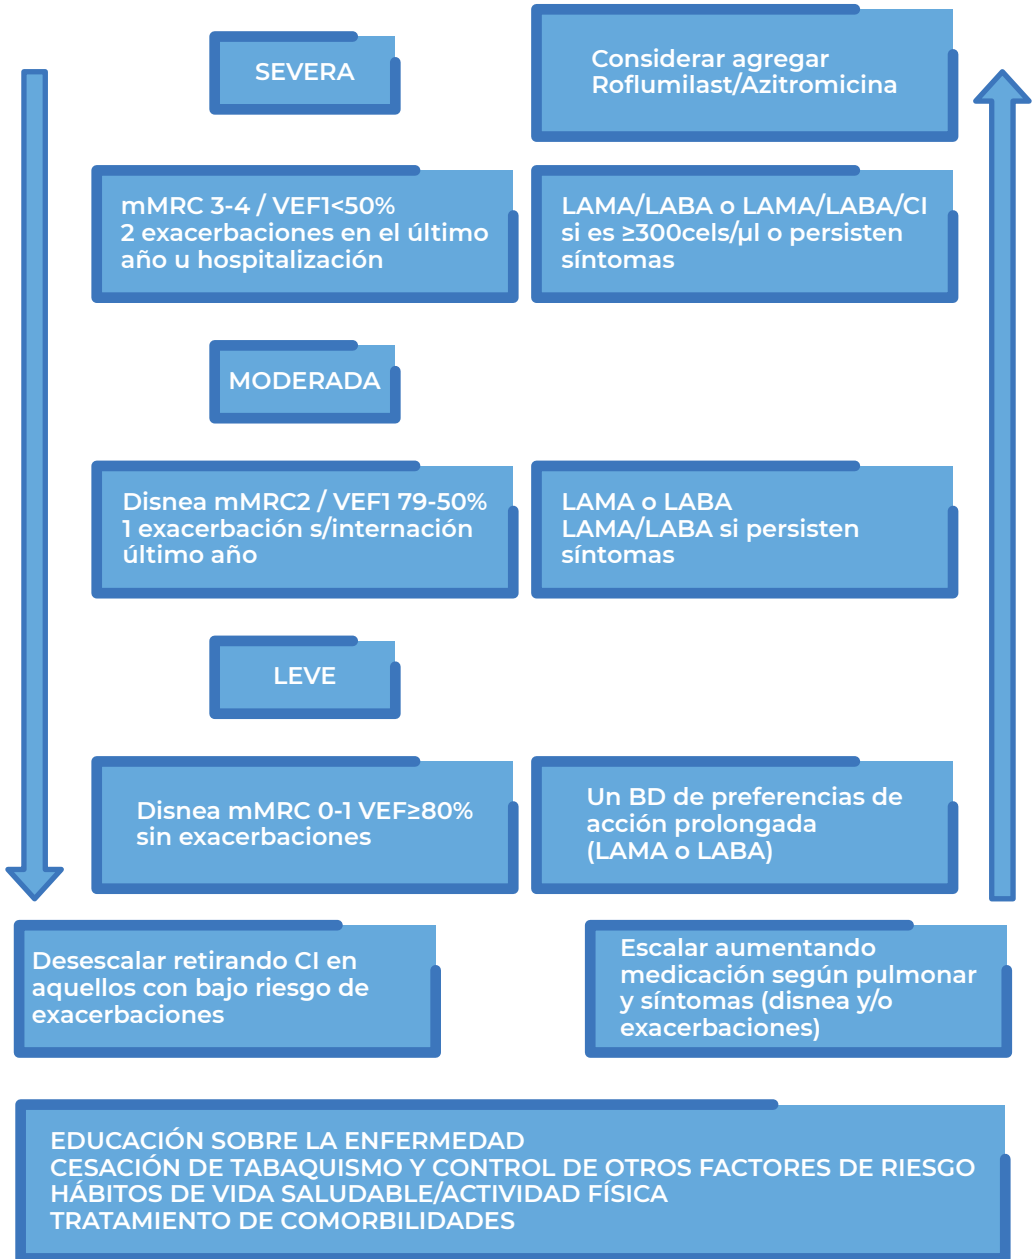 SEVERA
Considerar agregar
Roflumilast/Azitromicina
mMRC 3-4 / VEF1<50%
2 exacerbaciones en el último
año u hospitalización
LAMA/LABA o LAMA/LABA/CI
si es ≥300cels/µl o persisten
síntomas
MODERADA
Disnea mMRC2 / VEF1 79-50%
1 exacerbación s/internación
último año
LAMA o LABA
LAMA/LABA si persisten
síntomas
LEVE
Disnea mMRC 0-1 VEF≥80%
sin exacerbaciones
Un BD de preferencias de
acción prolongada
(LAMA o LABA)
Desescalar retirando CI en
aquellos con bajo riesgo de
exacerbaciones
Escalar aumentando
medicación según pulmonar
y síntomas (disnea y/o
exacerbaciones)
EDUCACIÓN SOBRE LA ENFERMEDAD
CESACIÓN DE TABAQUISMO Y CONTROL DE OTROS FACTORES DE RIESGO
HÁBITOS DE VIDA SALUDABLE/ACTIVIDAD FÍSICA
TRATAMIENTO DE COMORBILIDADES